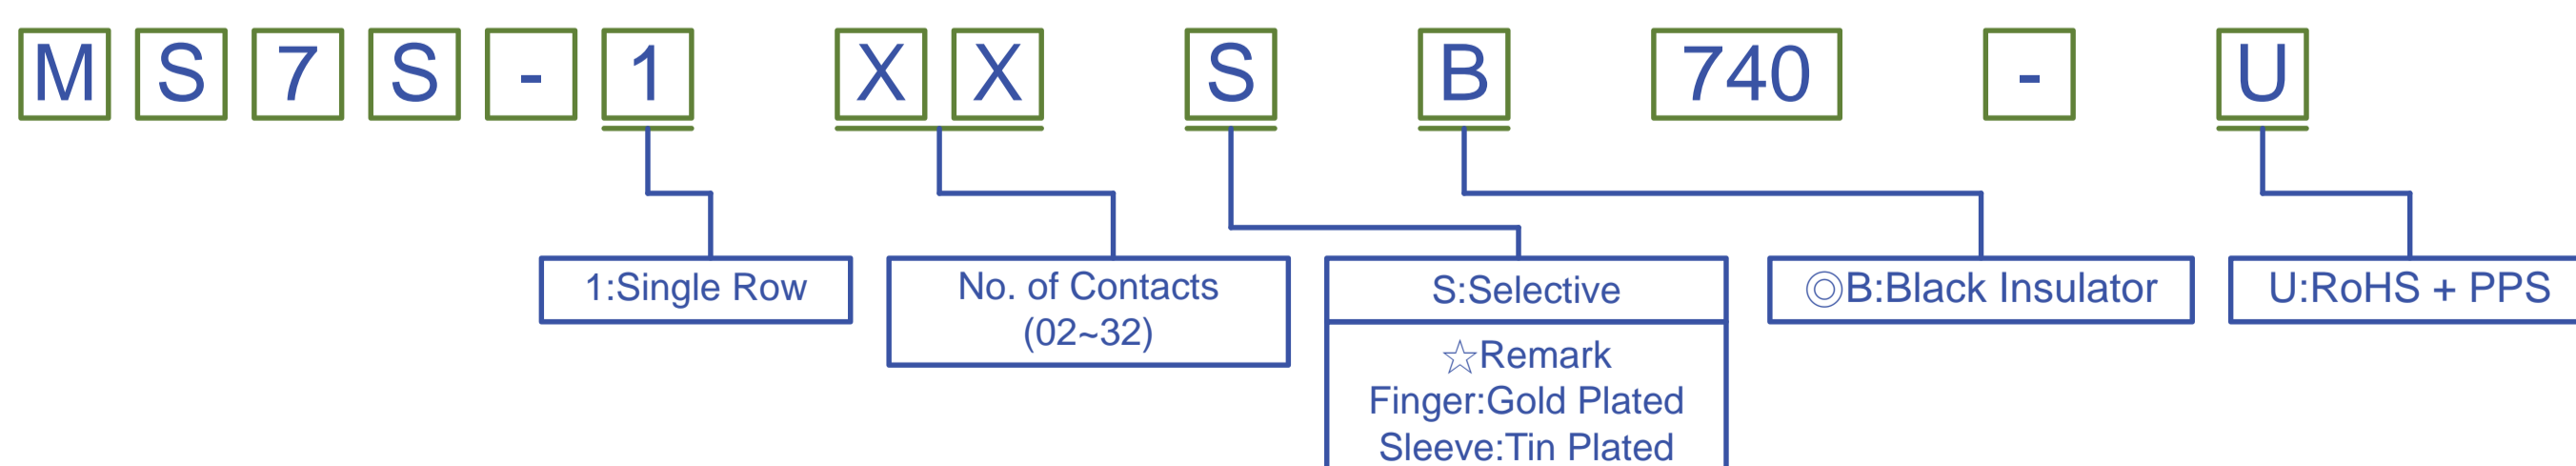 M S 7 S - 1 X X S B 740 - U
1:Single Row
No. of Contacts
(02~32)
S:Selective
☆Remark
Finger:Gold Plated
Sleeve:Tin Plated
◎B:Black Insulator
U:RoHS + PPS